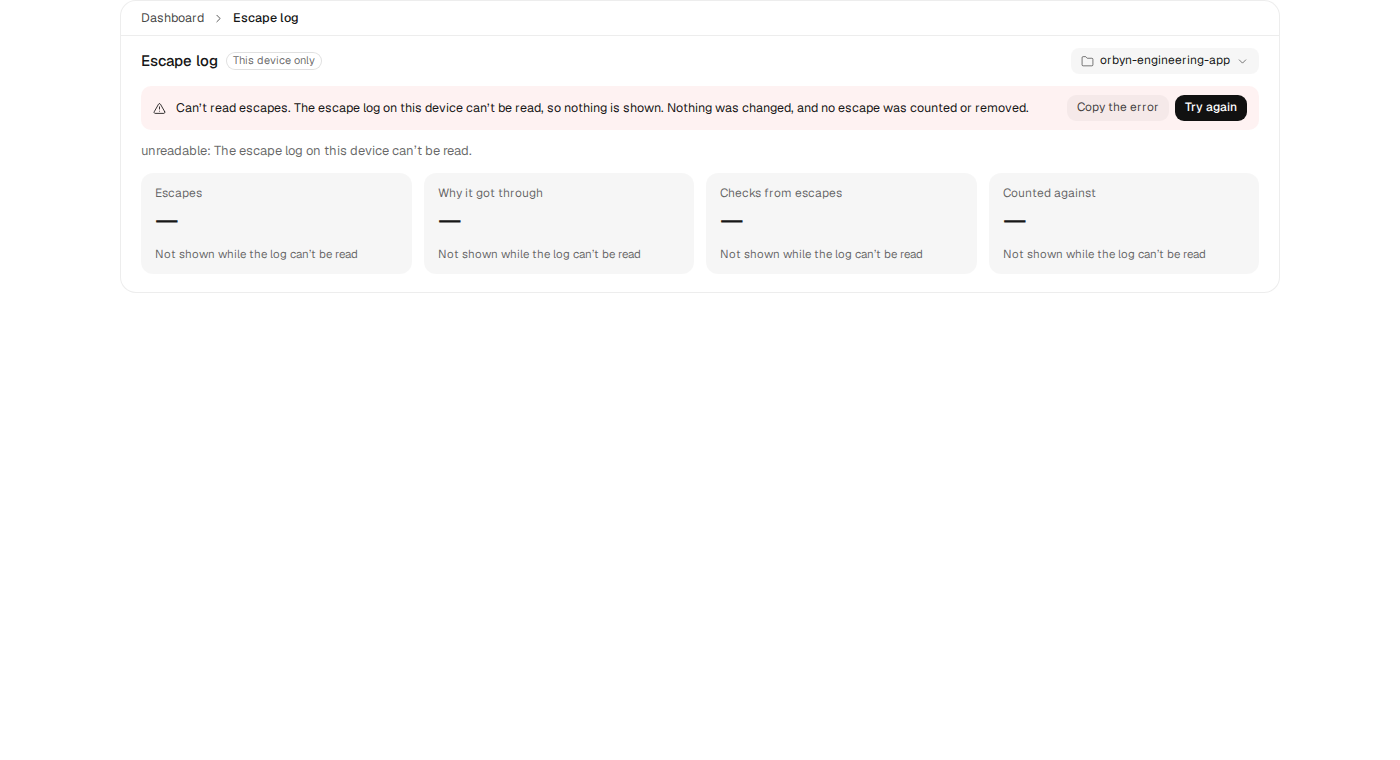 Dashboard > Escape log
Escape log This device only orbyn-engineering-app
Can't read escapes. The escape log on this device can't be read, so nothing is shown. Nothing was changed, and no escape was counted or removed. Copy the error Try again
unreadable: The escape log on this device can't be read.
Escapes Why it got through Checks from escapes Counted against
— — — —
Not shown while the log can't be read Not shown while the log can't be read Not shown while the log can't be read Not shown while the log can't be read